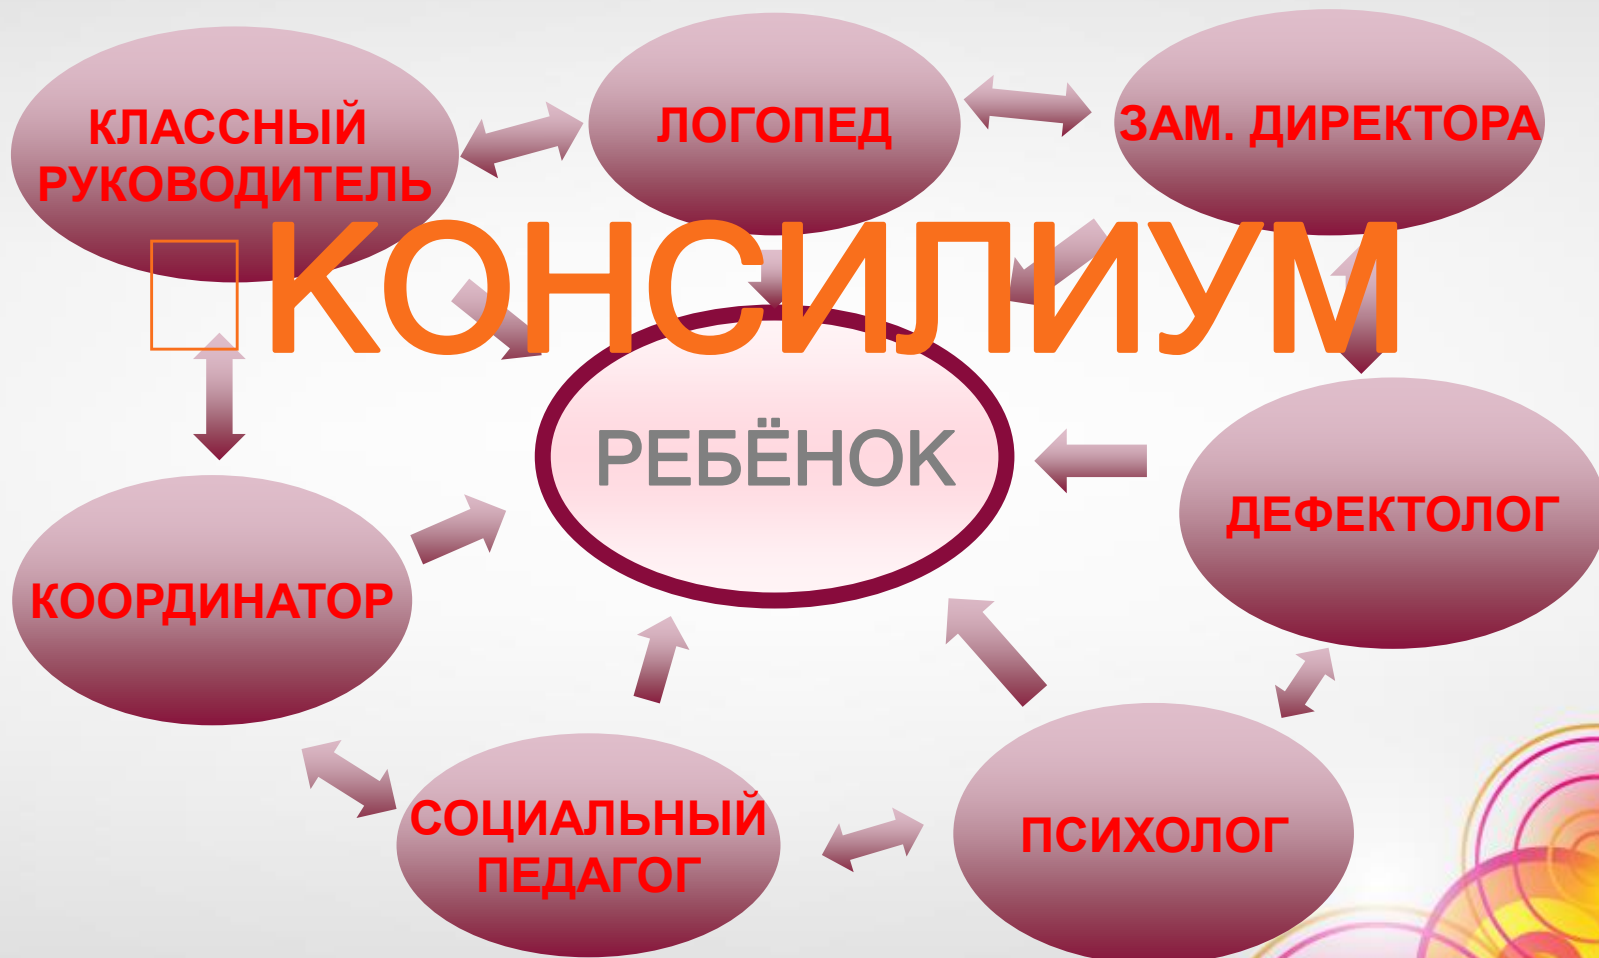 КЛАССНЫЙ
РУКОВОДИТЕЛЬ
ЛОГОПЕД
ЗАМ. ДИРЕКТОРА
КОНСИЛИУМ
РЕБЁНОК
ДЕФЕКТОЛОГ
КООРДИНАТОР
СОЦИАЛЬНЫЙ
ПЕДАГОГ
ПСИХОЛОГ